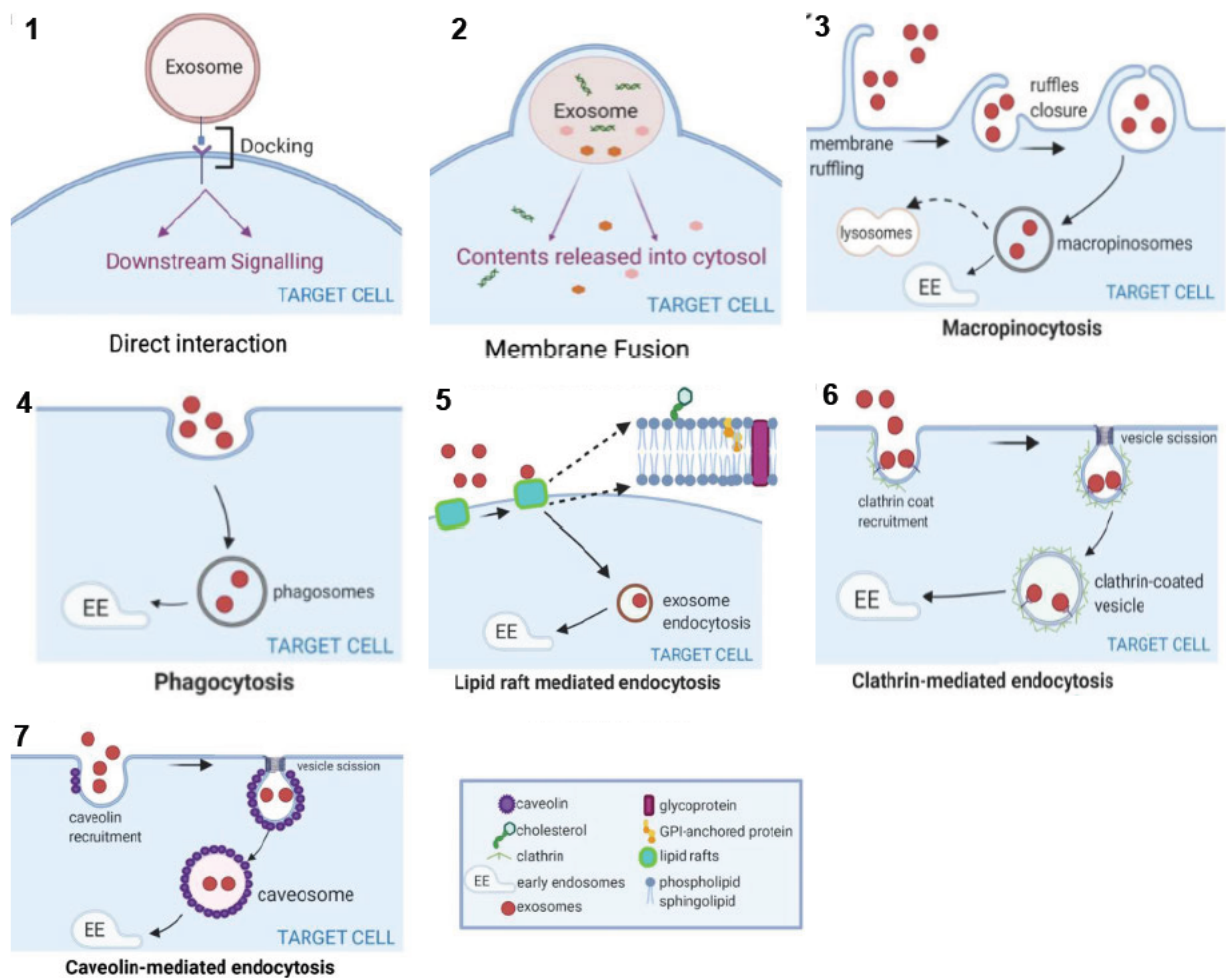 1
Exosome
Docking
Downstream Signalling
TARGET CELL
Direct interaction
2
Exosome
Contents released into cytosol
TARGET CELL
Membrane Fusion
3
ruffles
closure
membrane
ruffling
lysosomes
macropinosomes
EE
TARGET CELL
Macropinocytosis
4
phagosomes
EE
TARGET CELL
Phagocytosis
5
exosome
endocytosis
EE
TARGET CELL
Lipid raft mediated endocytosis
6
vesicle scission
clathrin coat
recruitment
clathrin-coated
vesicle
EE
TARGET CELL
Clathrin-mediated endocytosis
7
vesicle scission
caveolin
recruitment
caveosome
EE
TARGET CELL
Caveolin-mediated endocytosis
caveolin
cholesterol
clathrin
EE early endosomes
exosomes
glycoprotein
GPI-anchored protein
lipid rafts
phospholipid
sphingolipid